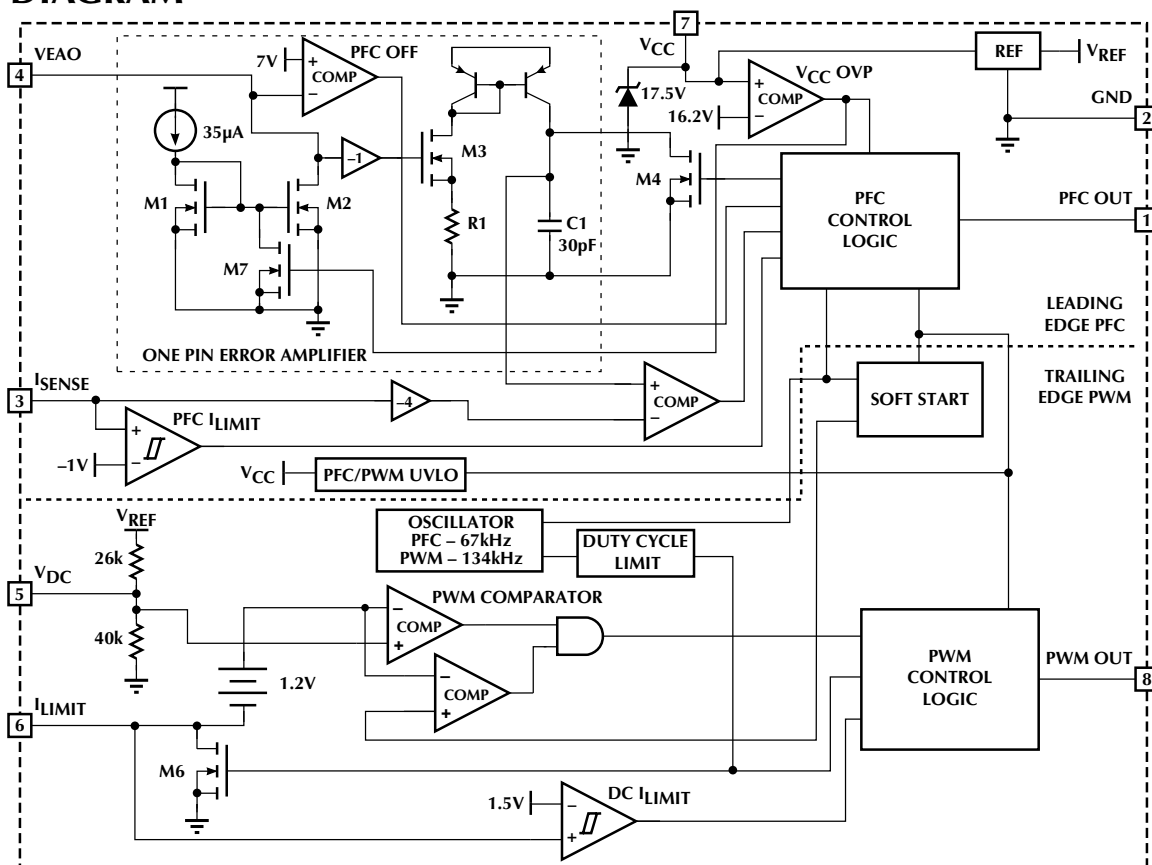 DIAGRAM
7
VEAO
4
7V
+
COMP
–
PFC OFF
VCC
17.5V
+
COMP
–
VCC OVP
16.2V
REF
VREF
GND
2
35µA
–1
M3
M1
M2
M4
R1
C1
30pF
M7
PFC
CONTROL
LOGIC
PFC OUT
1
ONE PIN ERROR AMPLIFIER
LEADING
EDGE PFC
TRAILING
EDGE PWM
ISENSE
3
–4
+
COMP
–
SOFT START
PFC ILIMIT
+
–
–1V
VCC
PFC/PWM UVLO
VREF
26k
OSCILLATOR
PFC – 67kHz
PWM – 134kHz
DUTY CYCLE
LIMIT
VDC
5
40k
–
COMP
+
PWM COMPARATOR
–
COMP
+
1.2V
PWM
CONTROL
LOGIC
PWM OUT
8
ILIMIT
6
M6
1.5V
–
+
DC ILIMIT